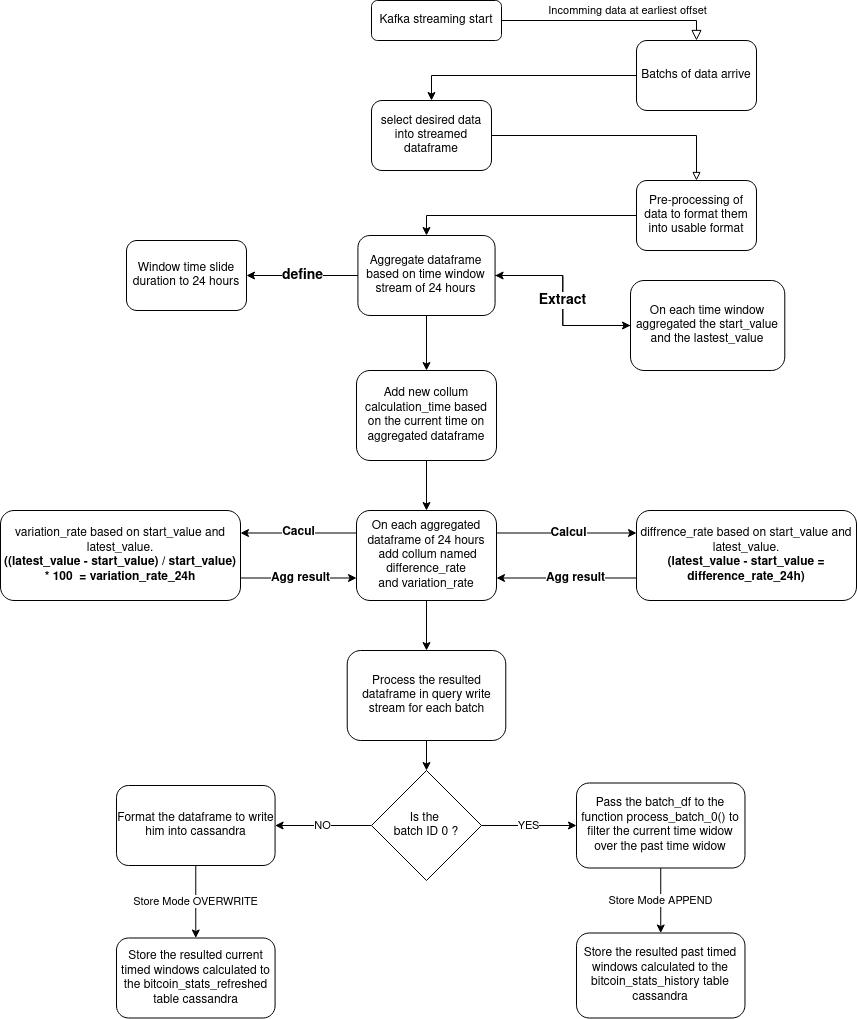 Kafka streaming start
Incomming data at earliest offset
Batchs of data arrive
select desired data
into streamed
dataframe
Pre-processing of
data to format them
into usable format
Aggregate dataframe
based on time window
stream of 24 hours
define
Window time slide
duration to 24 hours
Extract
On each time window
aggregated the start_value
and the lastest_value
Add new collum
calculation_time based
on the current time on
aggregated dataframe
variation_rate based on start_value and
latest_value.
((latest_value - start_value) / start_value)
* 100 = variation_rate_24h
Cacul
Agg result
On each aggregated
dataframe of 24 hours
add collum named
difference_rate
and variation_rate
Calcul
Agg result
diffrence_rate based on start_value and
latest_value.
(latest_value - start_value =
difference_rate_24h)
Process the resulted
dataframe in query write
stream for each batch
Is the
batch ID 0 ?
NO
YES
Format the dataframe to write
him into cassandra
Pass the batch_df to the
function process_batch_0() to
filter the current time widow
over the past time widow
Store Mode OVERWRITE
Store Mode APPEND
Store the resulted current
timed windows calculated to
the bitcoin_stats_refreshed
table cassandra
Store the resulted past timed
windows calculated to the
bitcoin_stats_history table
cassandra